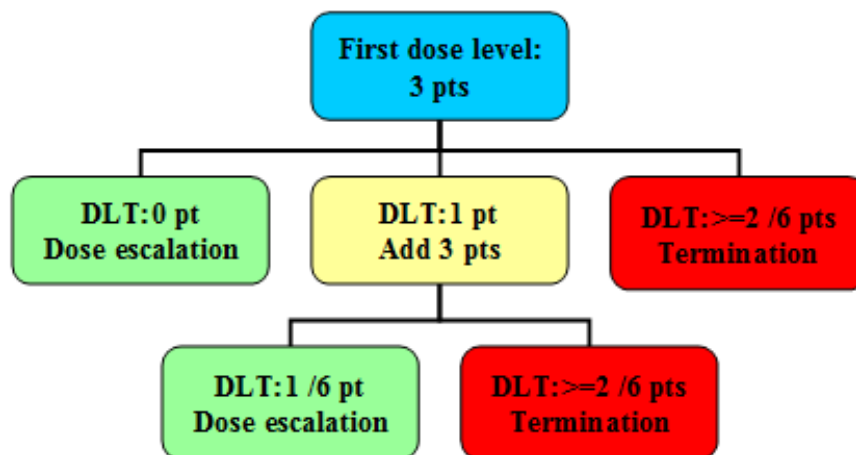 First dose level:
3 pts
DLT:0 pt
Dose escalation
DLT:1 pt
Add 3 pts
DLT:>=2 /6 pts
Termination
DLT:1 /6 pt
Dose escalation
DLT:>=2 /6 pts
Termination